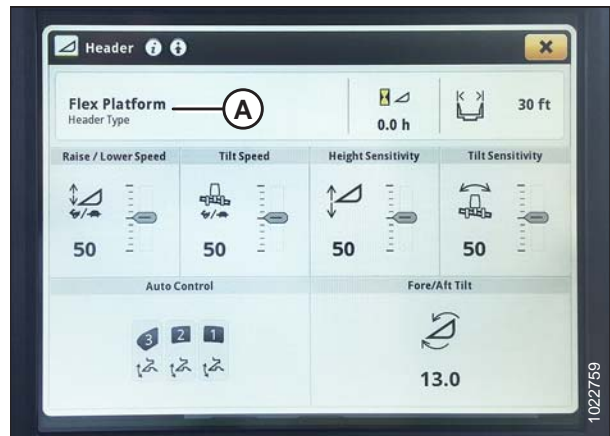 Header
Flex Platform
Header Type
A
0.0 h
30 ft
Raise / Lower Speed
Tilt Speed
Height Sensitivity
Tilt Sensitivity
50
50
50
50
Auto Control
Fore/Aft Tilt
3 2 1
13.0
1022759